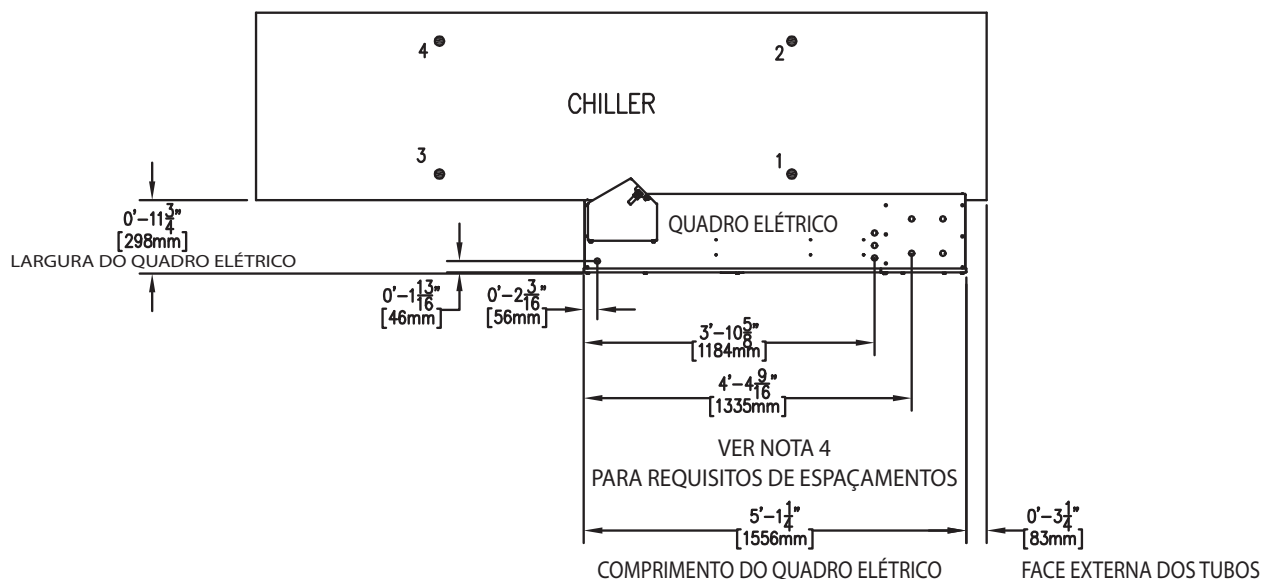 4
2
CHILLER
3
1
QUADRO ELÉTRICO
0'-11 3/4"
[298mm]
LARGURA DO QUADRO ELÉTRICO
0'-1 13/16"
[46mm]
0'-2 3/16"
[56mm]
3'-10 5/8"
[1184mm]
4'-4 9/16"
[1335mm]
VER NOTA 4
PARA REQUISITOS DE ESPAÇAMENTOS
5'-1 1/4"
[1556mm]
0'-3 1/4"
[83mm]
COMPRIMENTO DO QUADRO ELÉTRICO
FACE EXTERNA DOS TUBOS